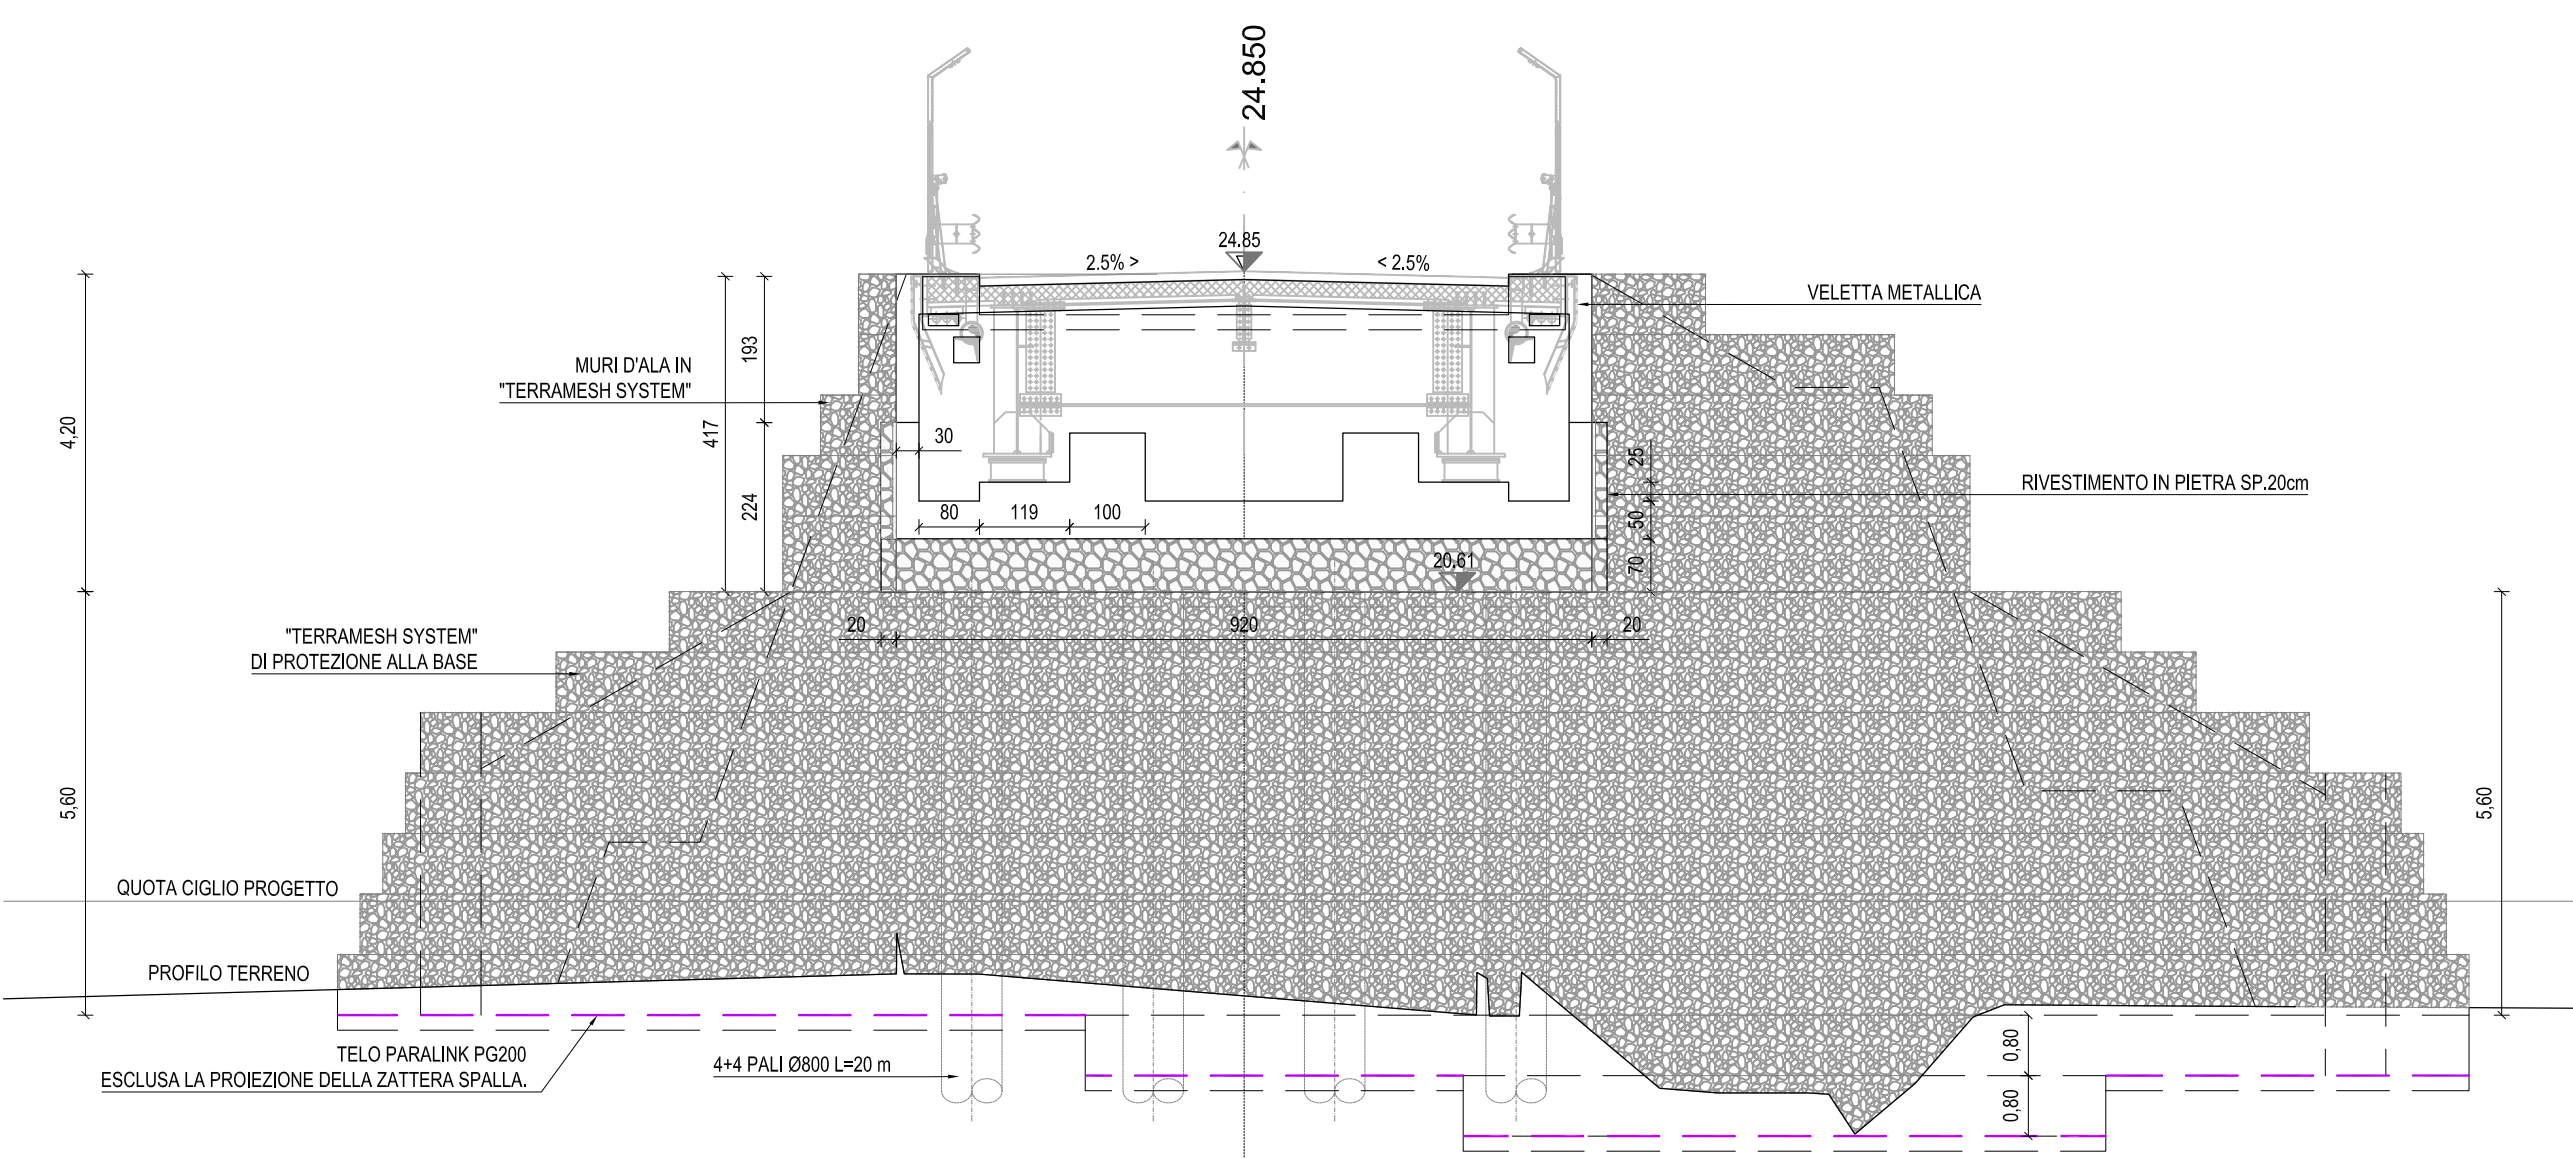 24.850
24.85
2.5% >
< 2.5%
VELETTA METALLICA
193
MURI D'ALA IN
"TERRAMESH SYSTEM"
4,20
417
30
25
RIVESTIMENTO IN PIETRA SP.20cm
224
80
119
100
50
20.61
70
20
920
20
"TERRAMESH SYSTEM"
DI PROTEZIONE ALLA BASE
5,60
5,60
QUOTA CIGLIO PROGETTO
PROFILO TERRENO
TELO PARALINK PG200
ESCLUSA LA PROIEZIONE DELLA ZATTERA SPALLA.
4+4 PALI Ø800 L=20 m
0,80
0,80